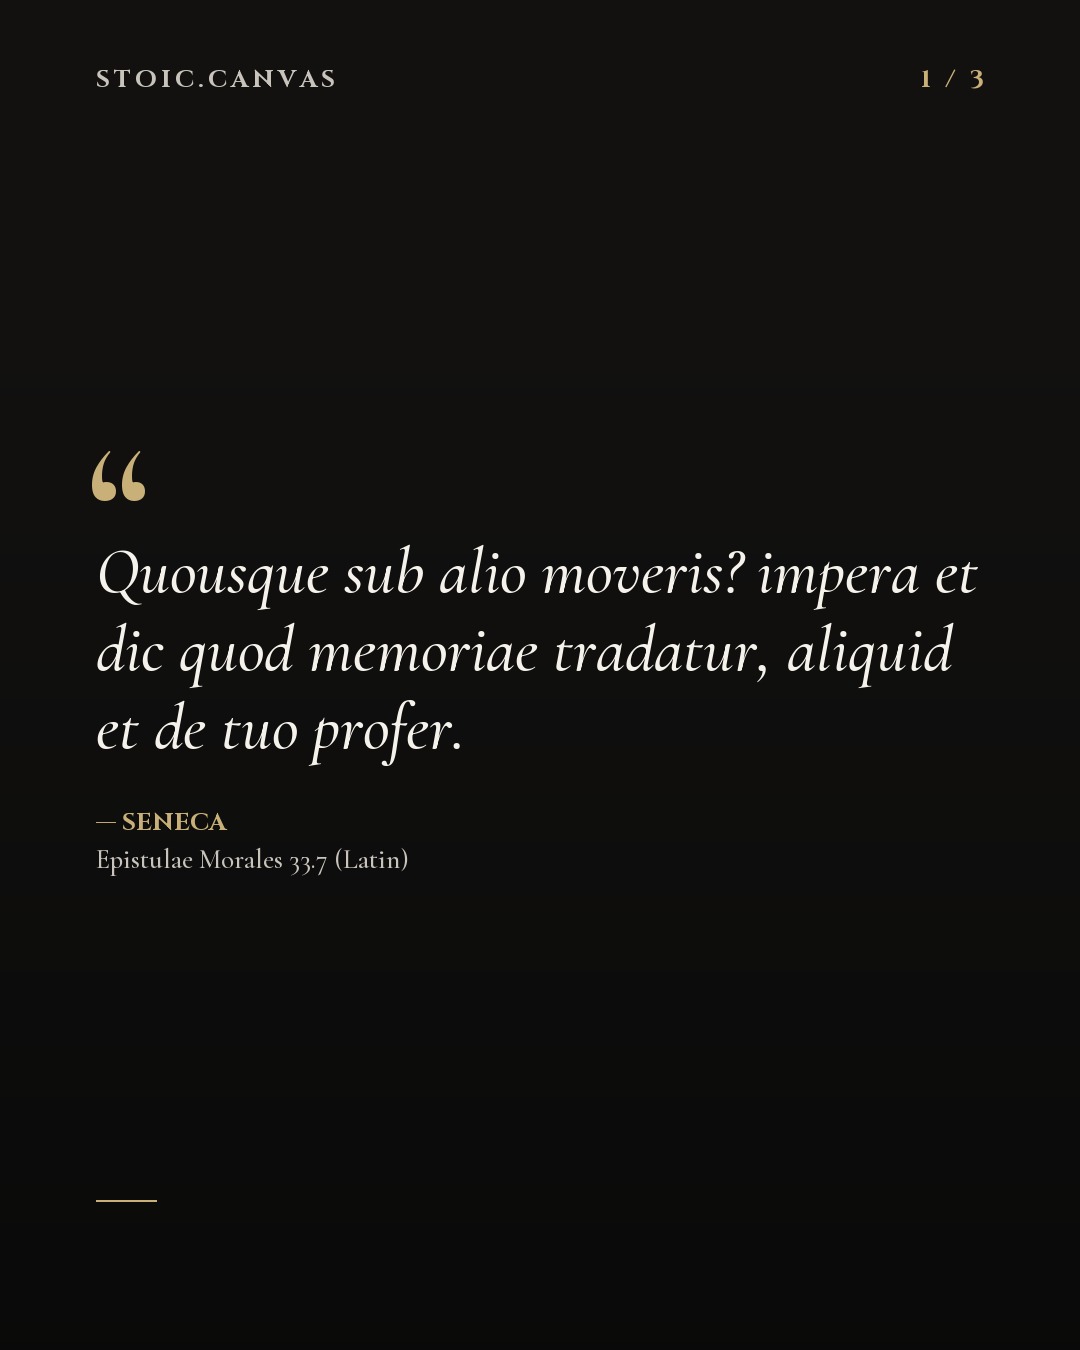 STOIC.CANVAS
1 / 3
“
Quousque sub alio moveris? impera et
dic quod memoriae tradatur, aliquid
et de tuo profer.
— SENECA
Epistulae Morales 33.7 (Latin)